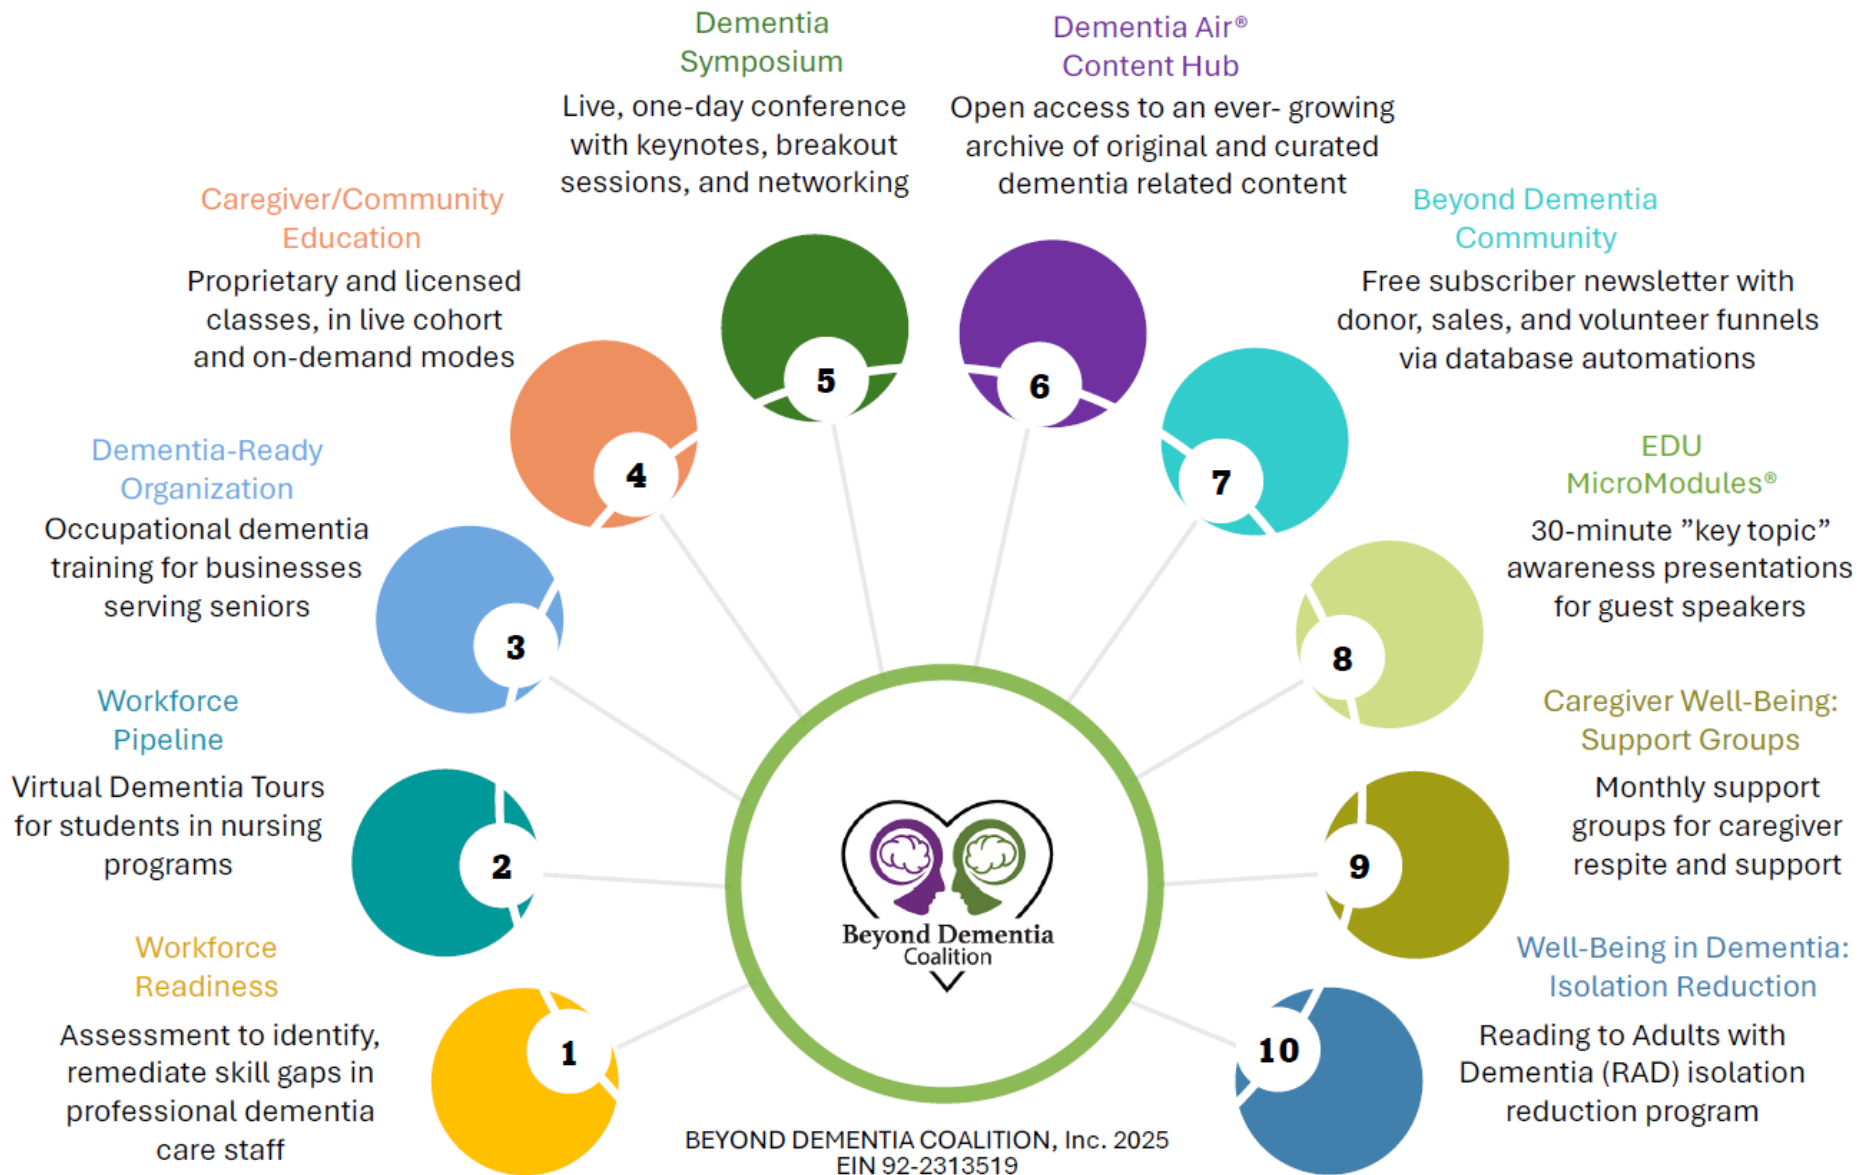 Dementia
Symposium
Live, one-day conference
with keynotes, breakout
sessions, and networking
Dementia Air®
Content Hub
Open access to an ever- growing
archive of original and curated
dementia related content
Caregiver/Community
Education
Proprietary and licensed
classes, in live cohort
and on-demand modes
Beyond Dementia
Community
Free subscriber newsletter with
donor, sales, and volunteer funnels
via database automations
5
6
4
7
Dementia-Ready
Organization
Occupational dementia
training for businesses
serving seniors
3
EDU
MicroModules®
30-minute ”key topic”
awareness presentations
for guest speakers
8
Workforce
Pipeline
Virtual Dementia Tours
for students in nursing
programs
2
Caregiver Well-Being:
Support Groups
Monthly support
groups for caregiver
respite and support
9
Beyond Dementia
Coalition
Workforce
Readiness
Assessment to identify,
remediate skill gaps in
professional dementia
care staff
1
Well-Being in Dementia:
Isolation Reduction
Reading to Adults with
Dementia (RAD) isolation
reduction program
10
BEYOND DEMENTIA COALITION, Inc. 2025
EIN 92-2313519